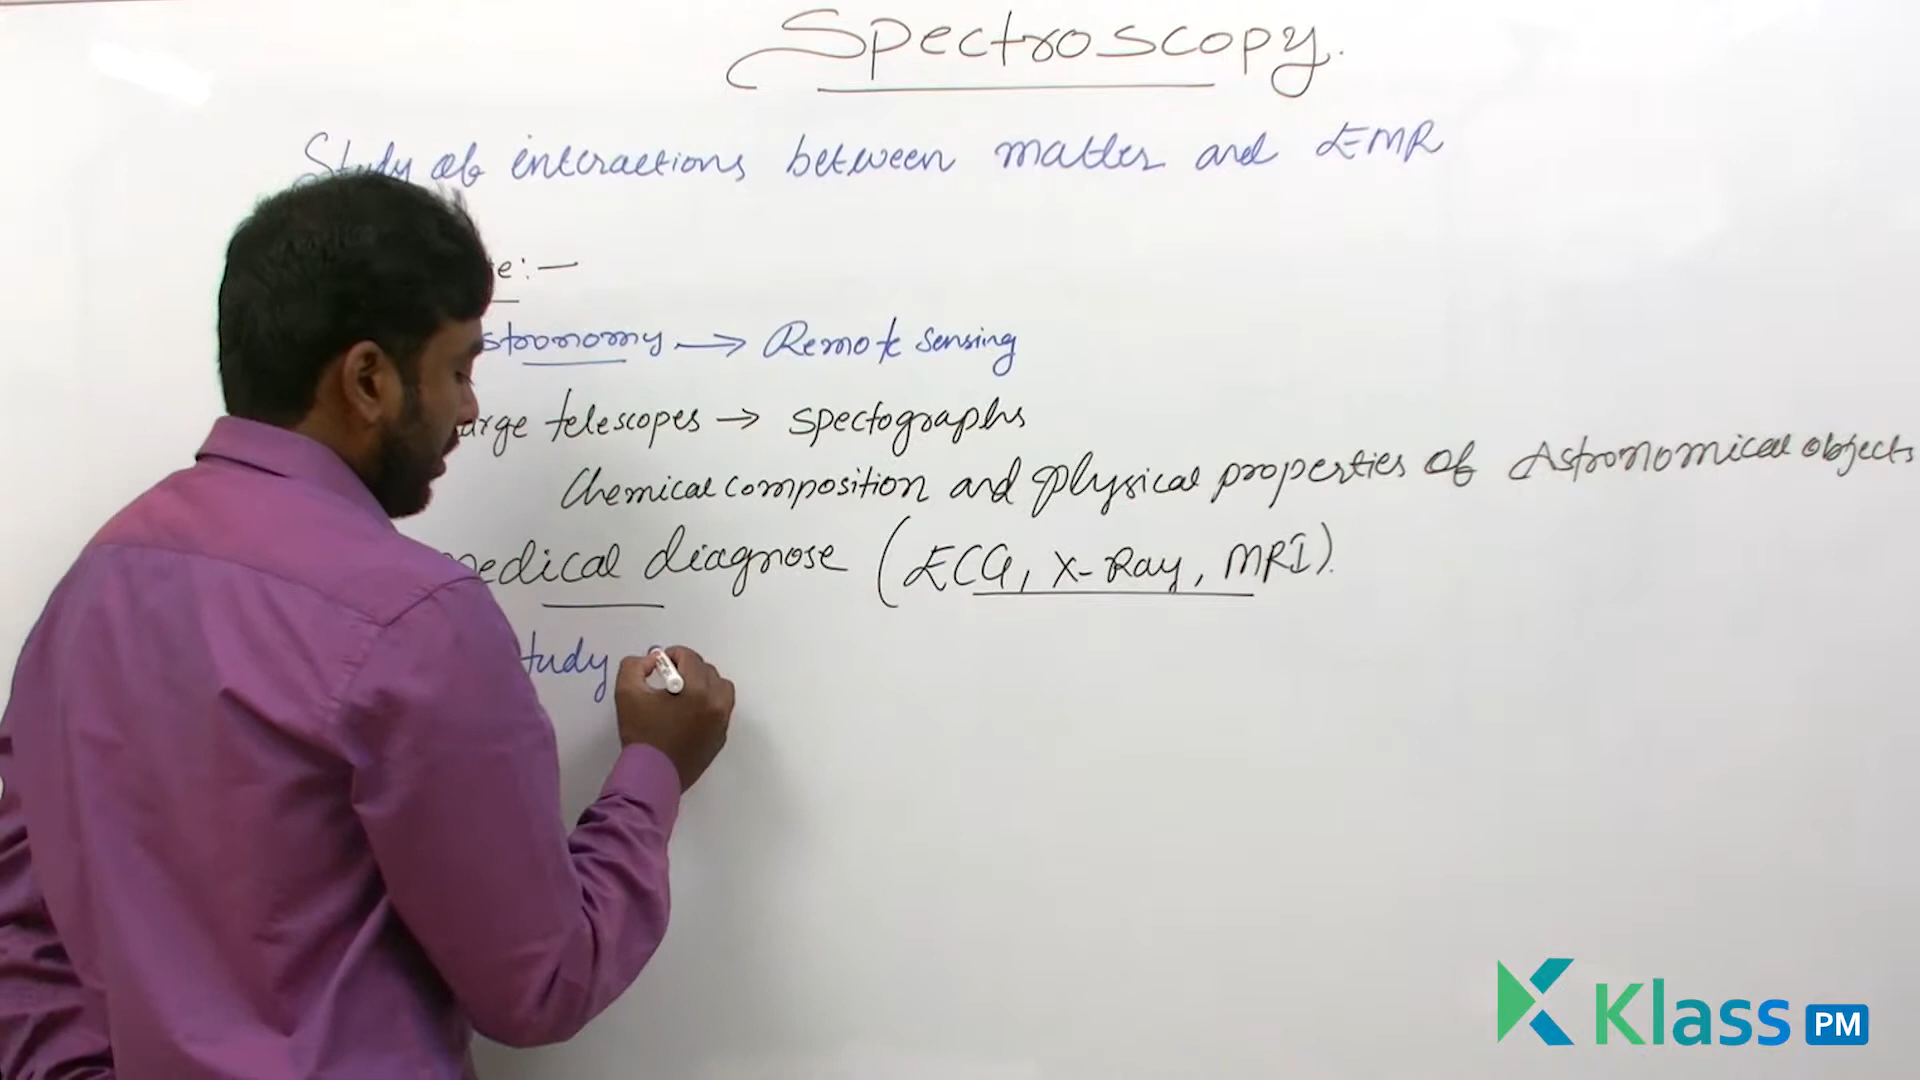 Spectroscopy.
Study of interactions between matter and EMR
e:—
stronomy → Remote Sensing
arge telescopes → spectographs
Chemical composition and physical properties of Astronomical objects
medical diagnose (ECG, X-Ray, MRI).
tudy
Klass PM